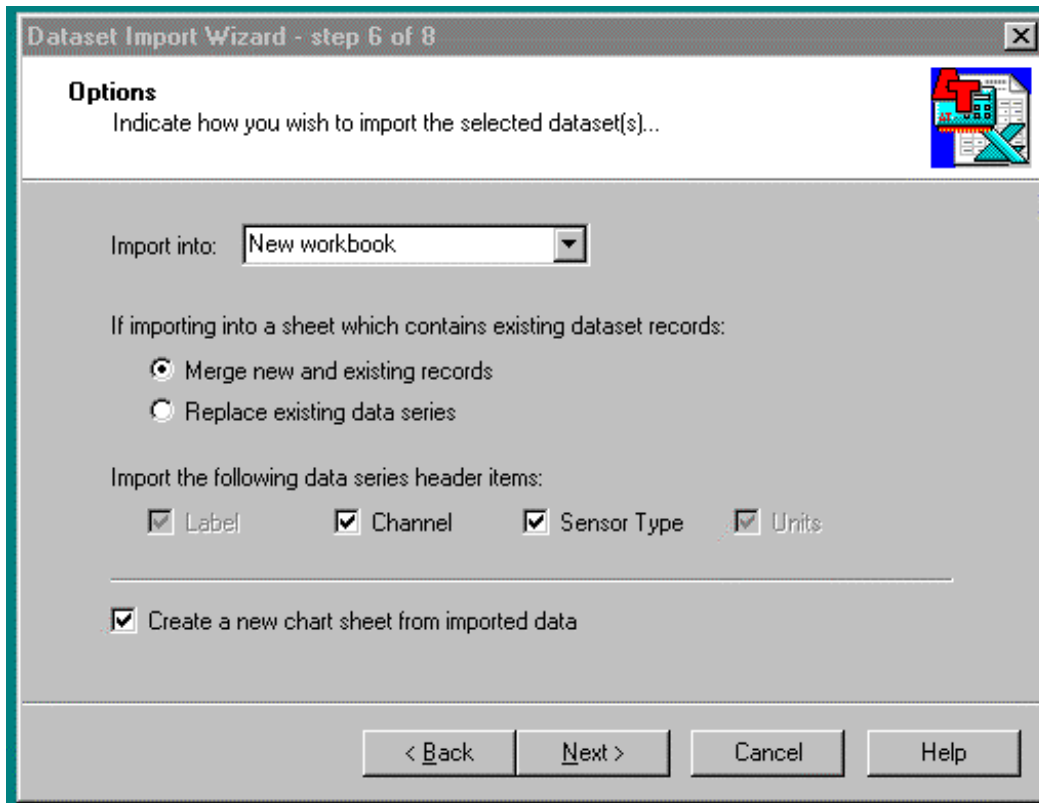 Dataset Import Wizard - step 6 of 8
Options
Indicate how you wish to import the selected dataset(s)...
Import into: New workbook
If importing into a sheet which contains existing dataset records:
Merge new and existing records
Replace existing data series
Import the following data series header items:
Label Channel Sensor Type Units
Create a new chart sheet from imported data
< Back Next > Cancel Help